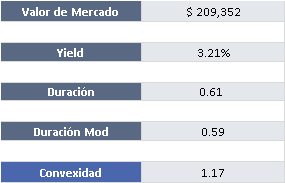 Valor de Mercado $ 209,352
Yield 3.21%
Duración 0.61
Duración Mod 0.59
Convexidad 1.17